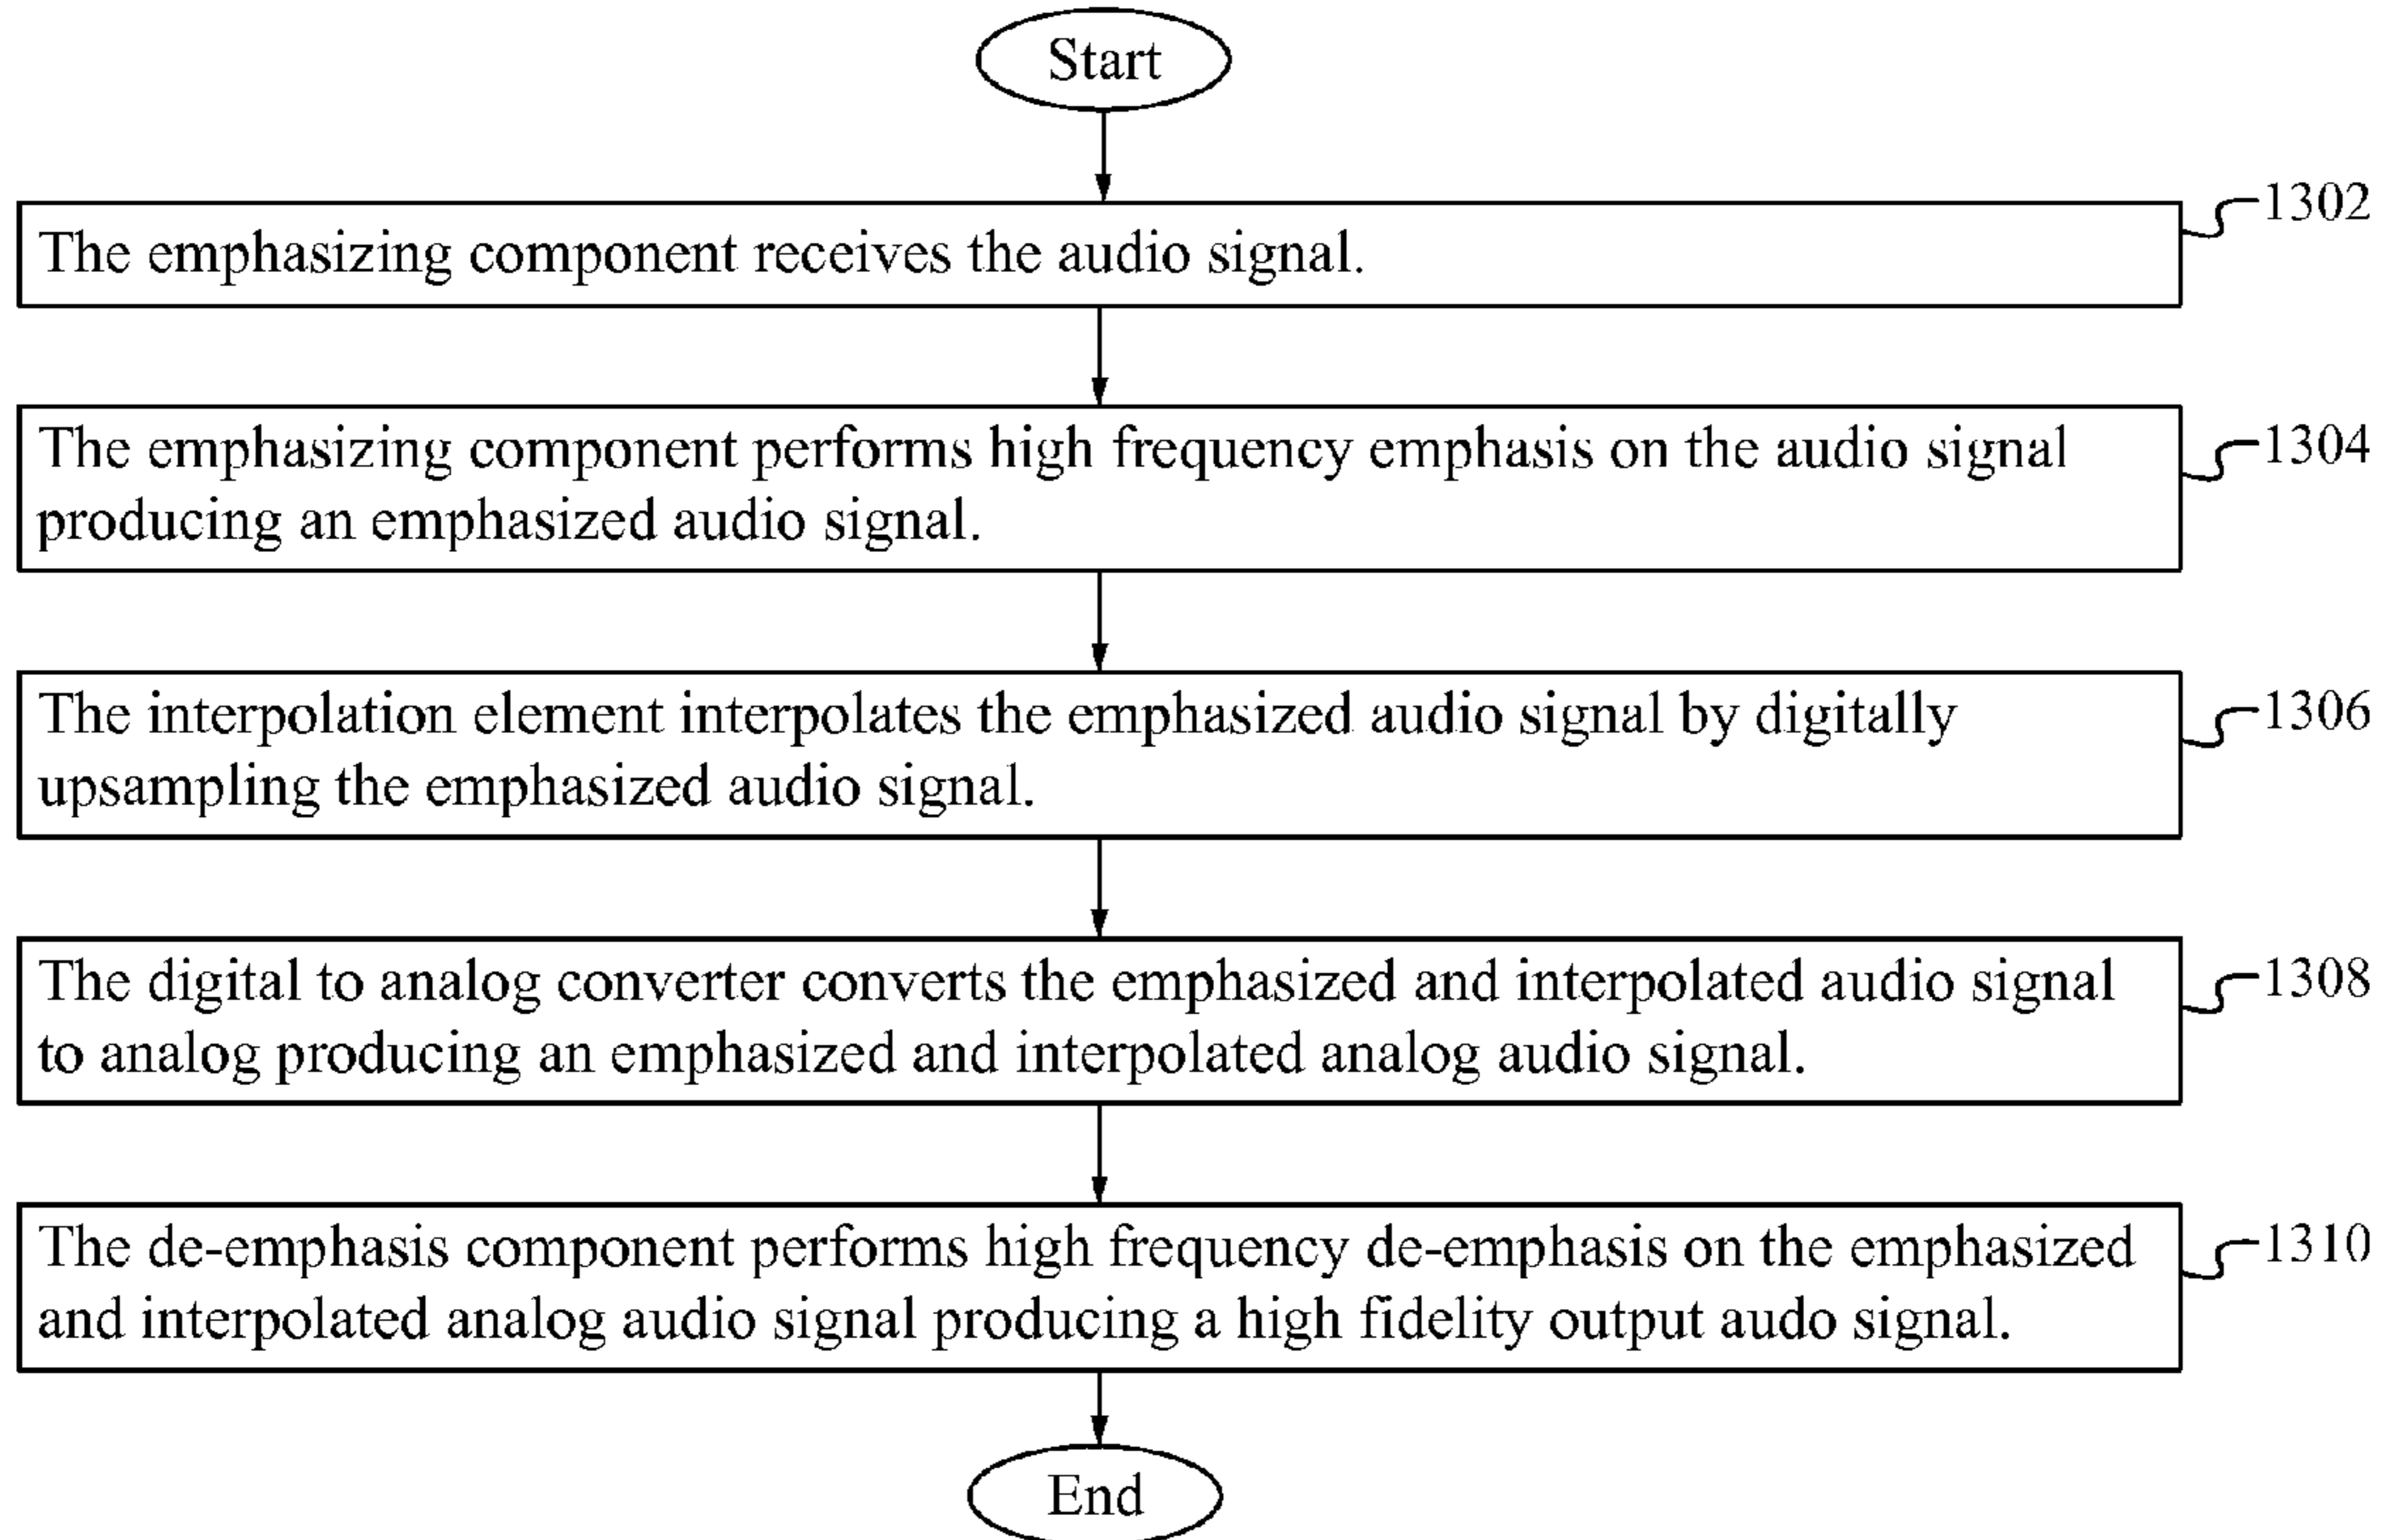 Start
1302
The emphasizing component receives the audio signal.
1304
The emphasizing component performs high frequency emphasis on the audio signal
producing an emphasized audio signal.
1306
The interpolation element interpolates the emphasized audio signal by digitally
upsampling the emphasized audio signal.
1308
The digital to analog converter converts the emphasized and interpolated audio signal
to analog producing an emphasized and interpolated analog audio signal.
1310
The de-emphasis component performs high frequency de-emphasis on the emphasized
and interpolated analog audio signal producing a high fidelity output audo signal.
End